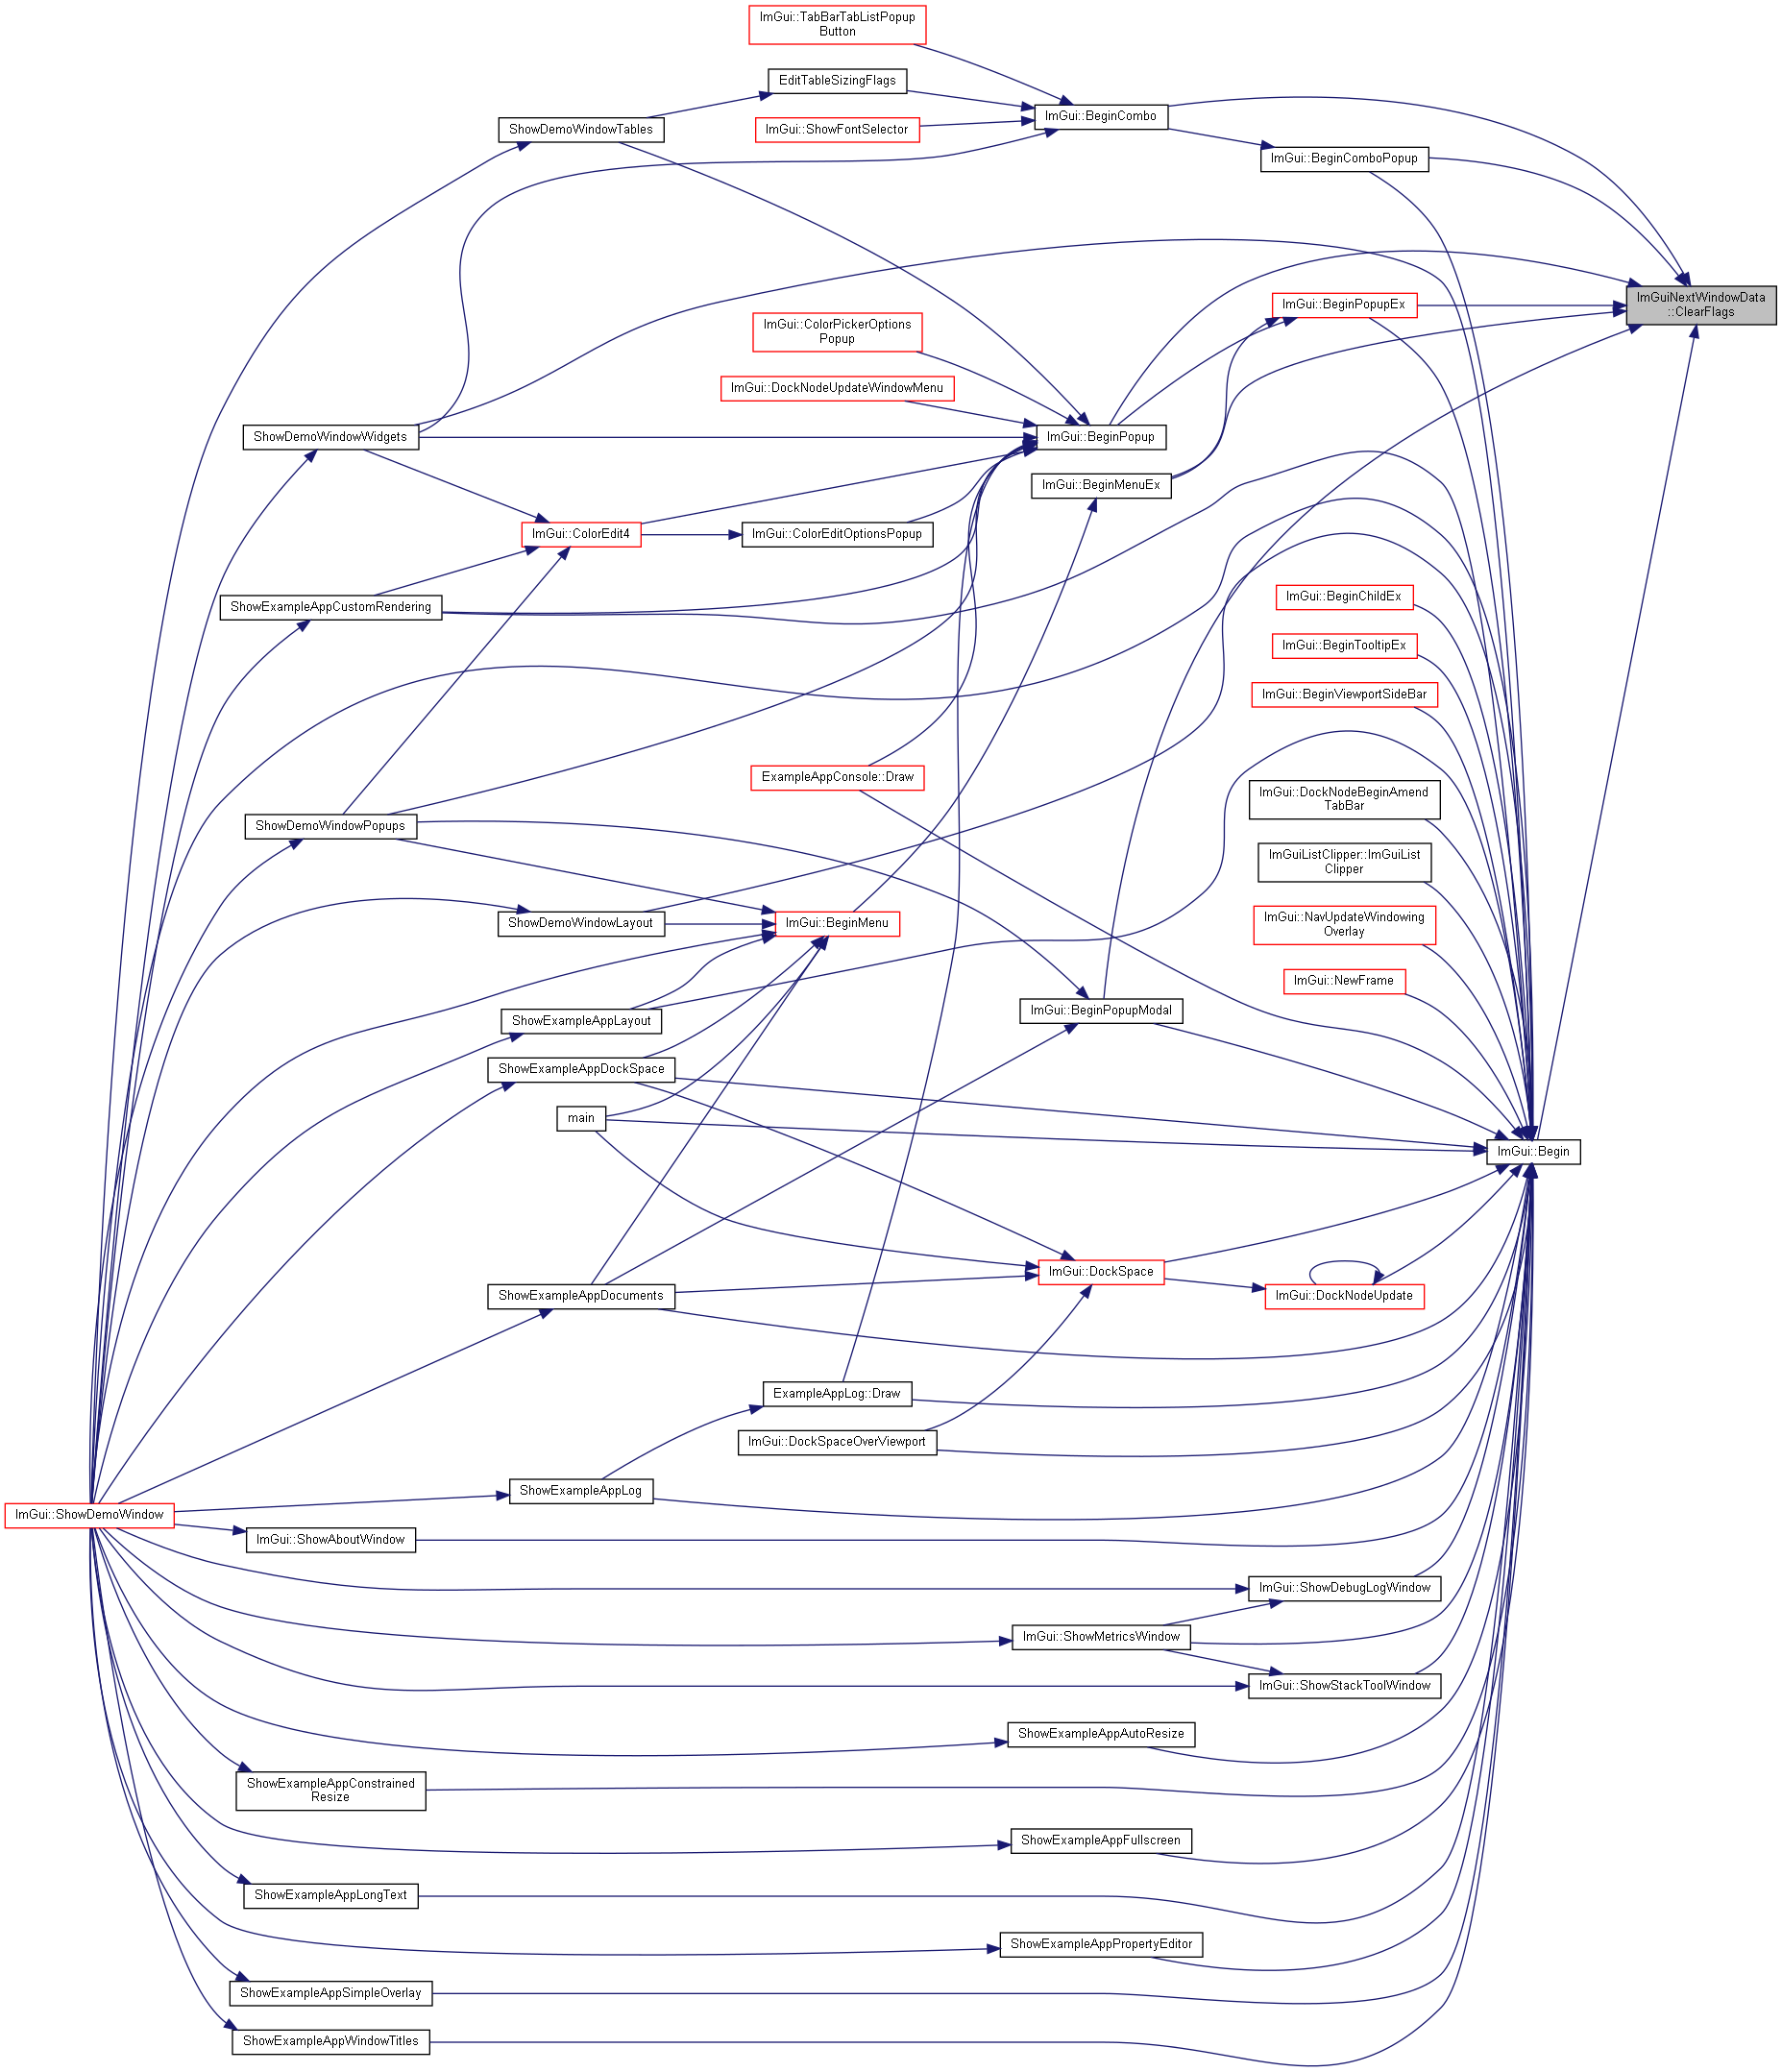 ImGui::TabBarTabListPopup
Button
EditTableSizingFlags
ImGui::BeginCombo
ShowDemoWindowTables
ImGui::ShowFontSelector
ImGui::BeginComboPopup
ImGuiNextWindowData
::ClearFlags
ImGui::BeginPopupEx
ImGui::ColorPickerOptions
Popup
ImGui::DockNodeUpdateWindowMenu
ShowDemoWindowWidgets
ImGui::BeginPopup
ImGui::BeginMenuEx
ImGui::ColorEdit4
ImGui::ColorEditOptionsPopup
ImGui::BeginChildEx
ShowExampleAppCustomRendering
ImGui::BeginTooltipEx
ImGui::BeginViewportSideBar
ExampleAppConsole::Draw
ImGui::DockNodeBeginAmend
TabBar
ShowDemoWindowPopups
ImGuiListClipper::ImGuiList
Clipper
ShowDemoWindowLayout
ImGui::BeginMenu
ImGui::NavUpdateWindowing
Overlay
ImGui::NewFrame
ShowExampleAppLayout
ImGui::BeginPopupModal
ShowExampleAppDockSpace
main
ImGui::Begin
ImGui::DockSpace
ShowExampleAppDocuments
ImGui::DockNodeUpdate
ExampleAppLog::Draw
ImGui::DockSpaceOverViewport
ShowExampleAppLog
ImGui::ShowDemoWindow
ImGui::ShowAboutWindow
ImGui::ShowDebugLogWindow
ImGui::ShowMetricsWindow
ImGui::ShowStackToolWindow
ShowExampleAppAutoResize
ShowExampleAppConstrained
Resize
ShowExampleAppFullscreen
ShowExampleAppLongText
ShowExampleAppPropertyEditor
ShowExampleAppSimpleOverlay
ShowExampleAppWindowTitles